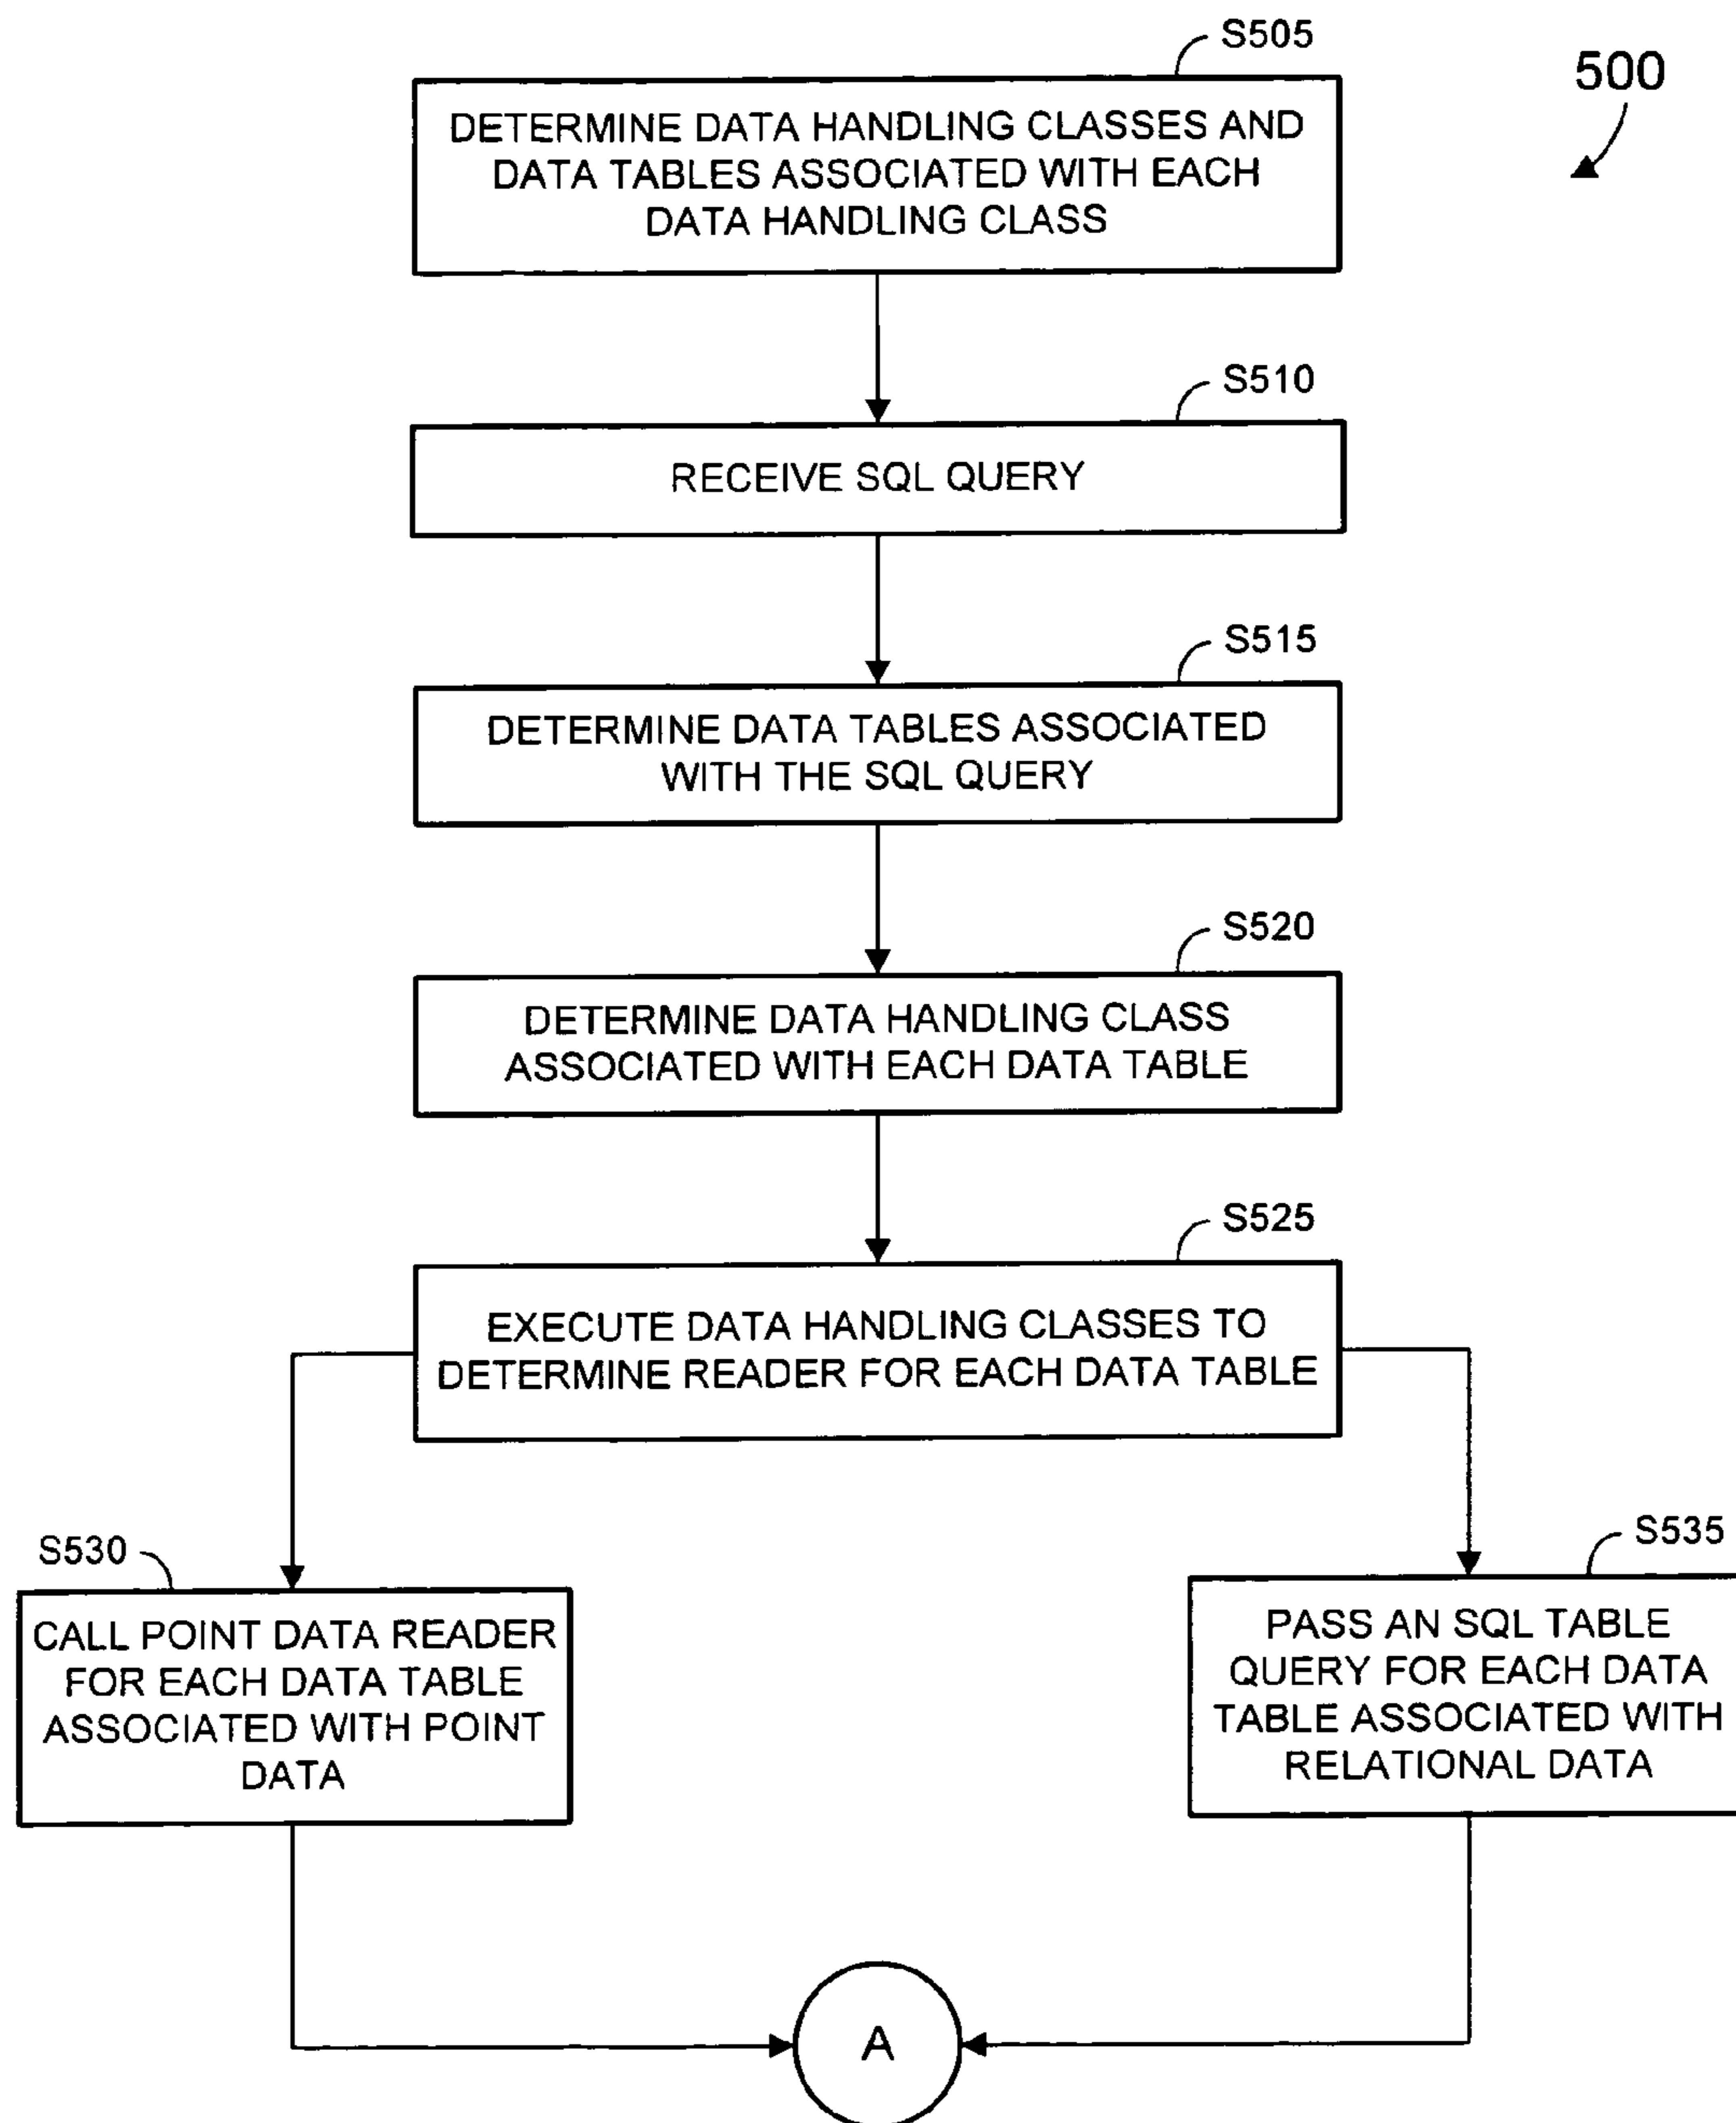 S505
500
DETERMINE DATA HANDLING CLASSES AND
DATA TABLES ASSOCIATED WITH EACH
DATA HANDLING CLASS
S510
RECEIVE SQL QUERY
S515
DETERMINE DATA TABLES ASSOCIATED
WITH THE SQL QUERY
S520
DETERMINE DATA HANDLING CLASS
ASSOCIATED WITH EACH DATA TABLE
S525
EXECUTE DATA HANDLING CLASSES TO
DETERMINE READER FOR EACH DATA TABLE
S530
CALL POINT DATA READER
FOR EACH DATA TABLE
ASSOCIATED WITH POINT
DATA
S535
PASS AN SQL TABLE
QUERY FOR EACH DATA
TABLE ASSOCIATED WITH
RELATIONAL DATA
A